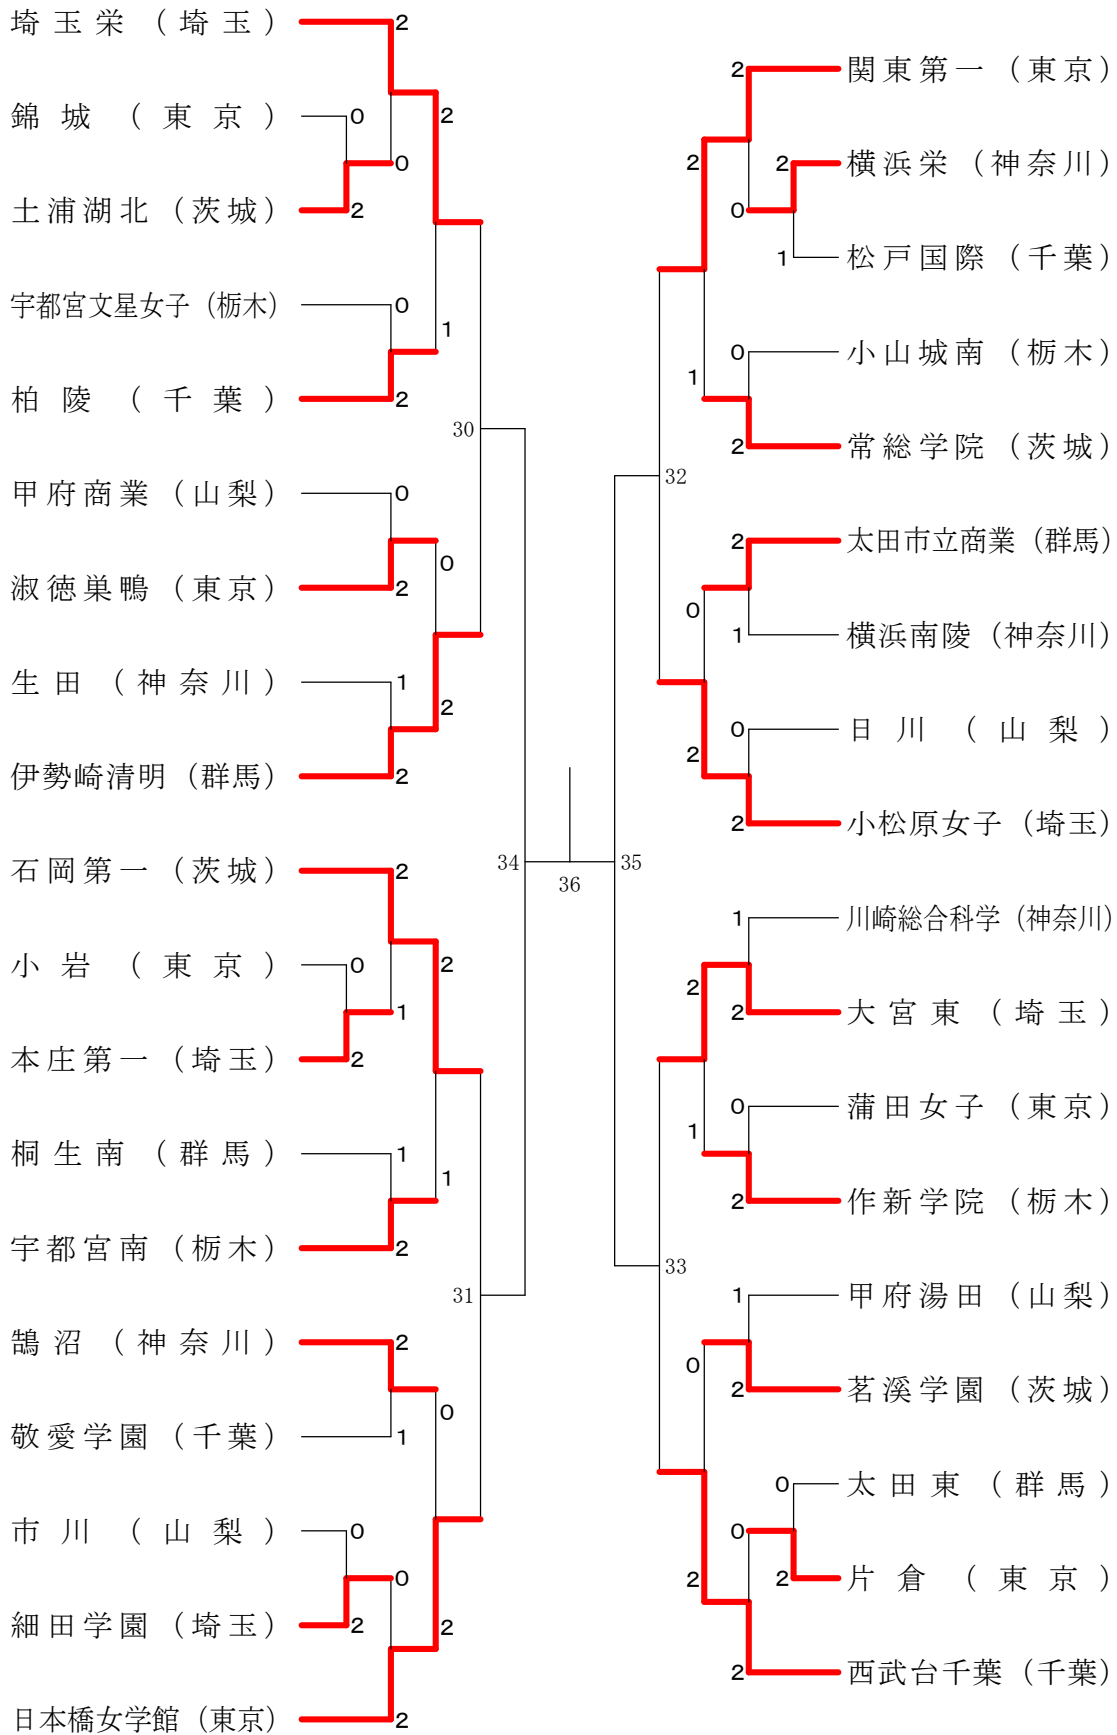 埼玉栄（埼玉） 2
錦城（東京） 0
2
0
土浦湖北（茨城） 2
宇都宮文星女子（栃木） 0
1
柏陵（千葉） 2
30
甲府商業（山梨） 0
0
淑徳巣鴨（東京） 2
生田（神奈川） 1
2
伊勢崎清明（群馬） 2
34
石岡第一（茨城） 2
小岩（東京） 0
2
1
本庄第一（埼玉） 2
桐生南（群馬） 1
1
宇都宮南（栃木） 2
31
鵠沼（神奈川） 2
0
敬愛学園（千葉） 1
市川（山梨） 0
0
細田学園（埼玉） 2
2
日本橋女学館（東京） 2
36
2 関東第一（東京）
2
2 横浜栄（神奈川）
0
1 松戸国際（千葉）
0 小山城南（栃木）
1
2 常総学院（茨城）
32
2 太田市立商業（群馬）
0
1 横浜南陵（神奈川）
0 日川（山梨）
2
2 小松原女子（埼玉）
35
1 川崎総合科学（神奈川）
2
2 大宮東（埼玉）
0 蒲田女子（東京）
1
2 作新学院（栃木）
33
1 甲府湯田（山梨）
0
2 茗溪学園（茨城）
0 太田東（群馬）
0
2 片倉（東京）
2
2 西武台千葉（千葉）